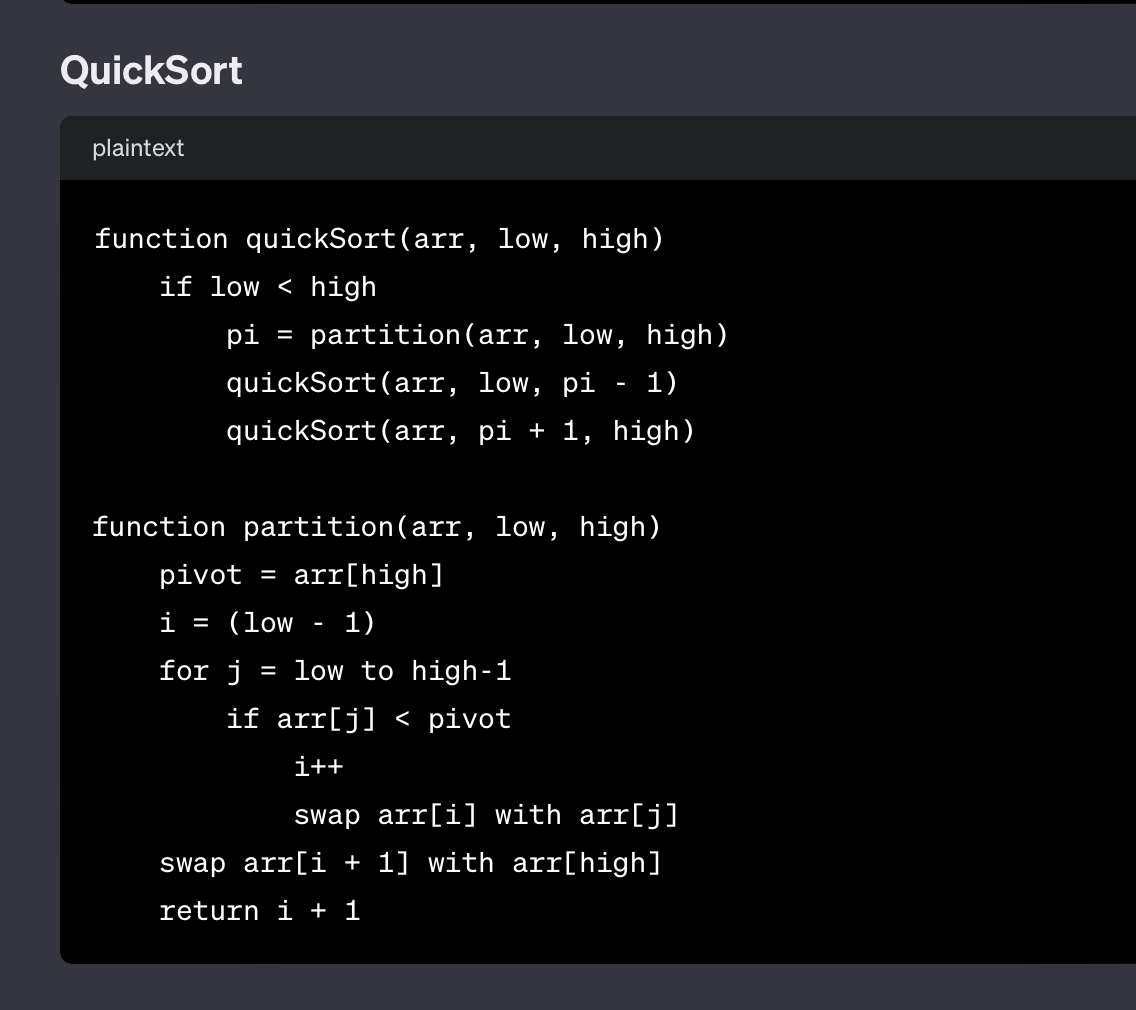 QuickSort
plaintext
function quickSort(arr, low, high)
    if low < high
        pi = partition(arr, low, high)
        quickSort(arr, low, pi - 1)
        quickSort(arr, pi + 1, high)

function partition(arr, low, high)
    pivot = arr[high]
    i = (low - 1)
    for j = low to high-1
        if arr[j] < pivot
            i++
            swap arr[i] with arr[j]
    swap arr[i + 1] with arr[high]
    return i + 1